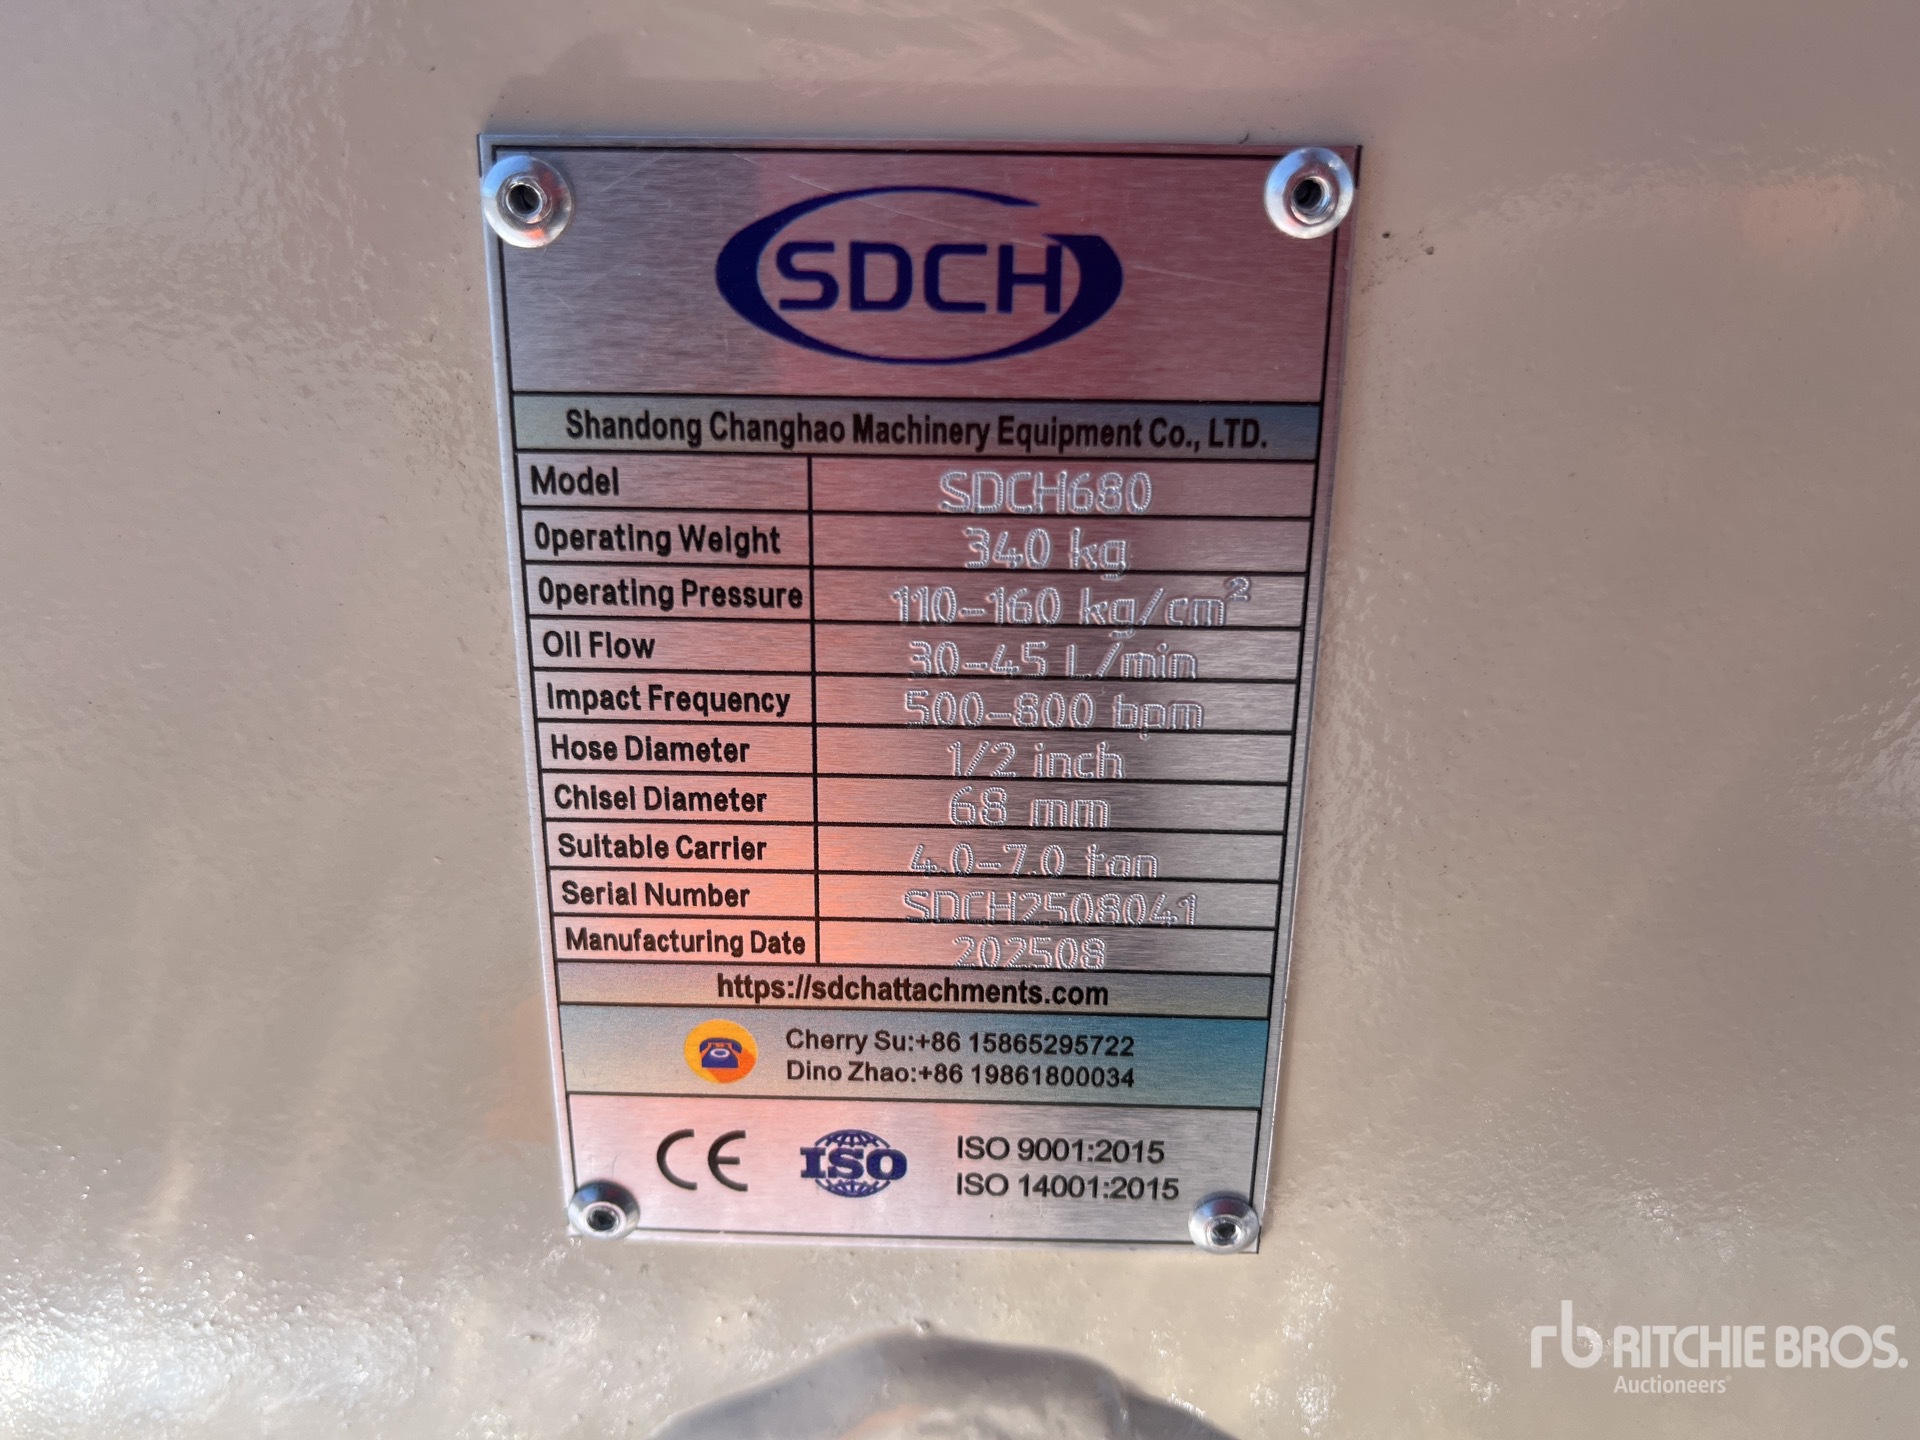 SDCH
Shandong Changhao Machinery Equipment Co., LTD.
Model SDCH680
Operating Weight 340 kg
Operating Pressure 110-160 kg/cm²
Oil Flow 30-45 L/min
Impact Frequency 500-800 bpm
Hose Diameter 1/2 inch
Chisel Diameter 68 mm
Suitable Carrier 4.0-7.0 ton
Serial Number SDCH2508041
Manufacturing Date 202508
https://sdchattachments.com
Cherry Su:+86 15865295722
Dino Zhao:+86 19861800034
CE ISO ISO 9001:2015
ISO 14001:2015
rb RITCHIE BROS.
Auctioneers